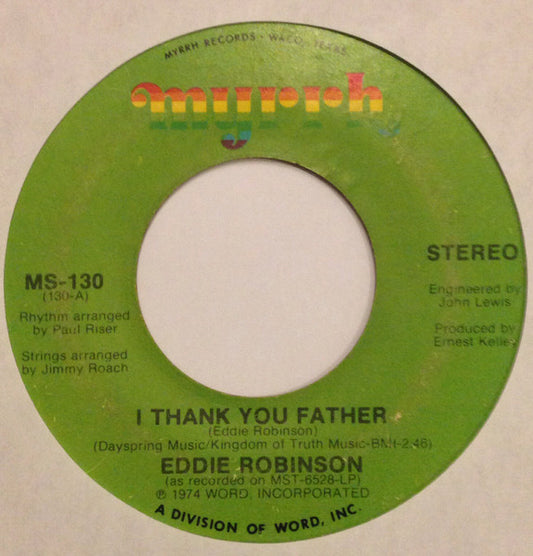 MYRRH RECORDS • WACO, TEXAS
myrrh
MS-130
(130-A)
Rhythm arranged
by Paul Riser
Strings arranged
by Jimmy Roach
STEREO
Engineered by
John Lewis
Produced by
Ernest Kelley
I THANK YOU FATHER
(Eddie Robinson)
(Dayspring Music/Kingdom of Truth Music-BMI-2:46)
EDDIE ROBINSON
(as recorded on MST-6528-LP)
℗ 1974 WORD, INCORPORATED
A DIVISION OF WORD, INC.